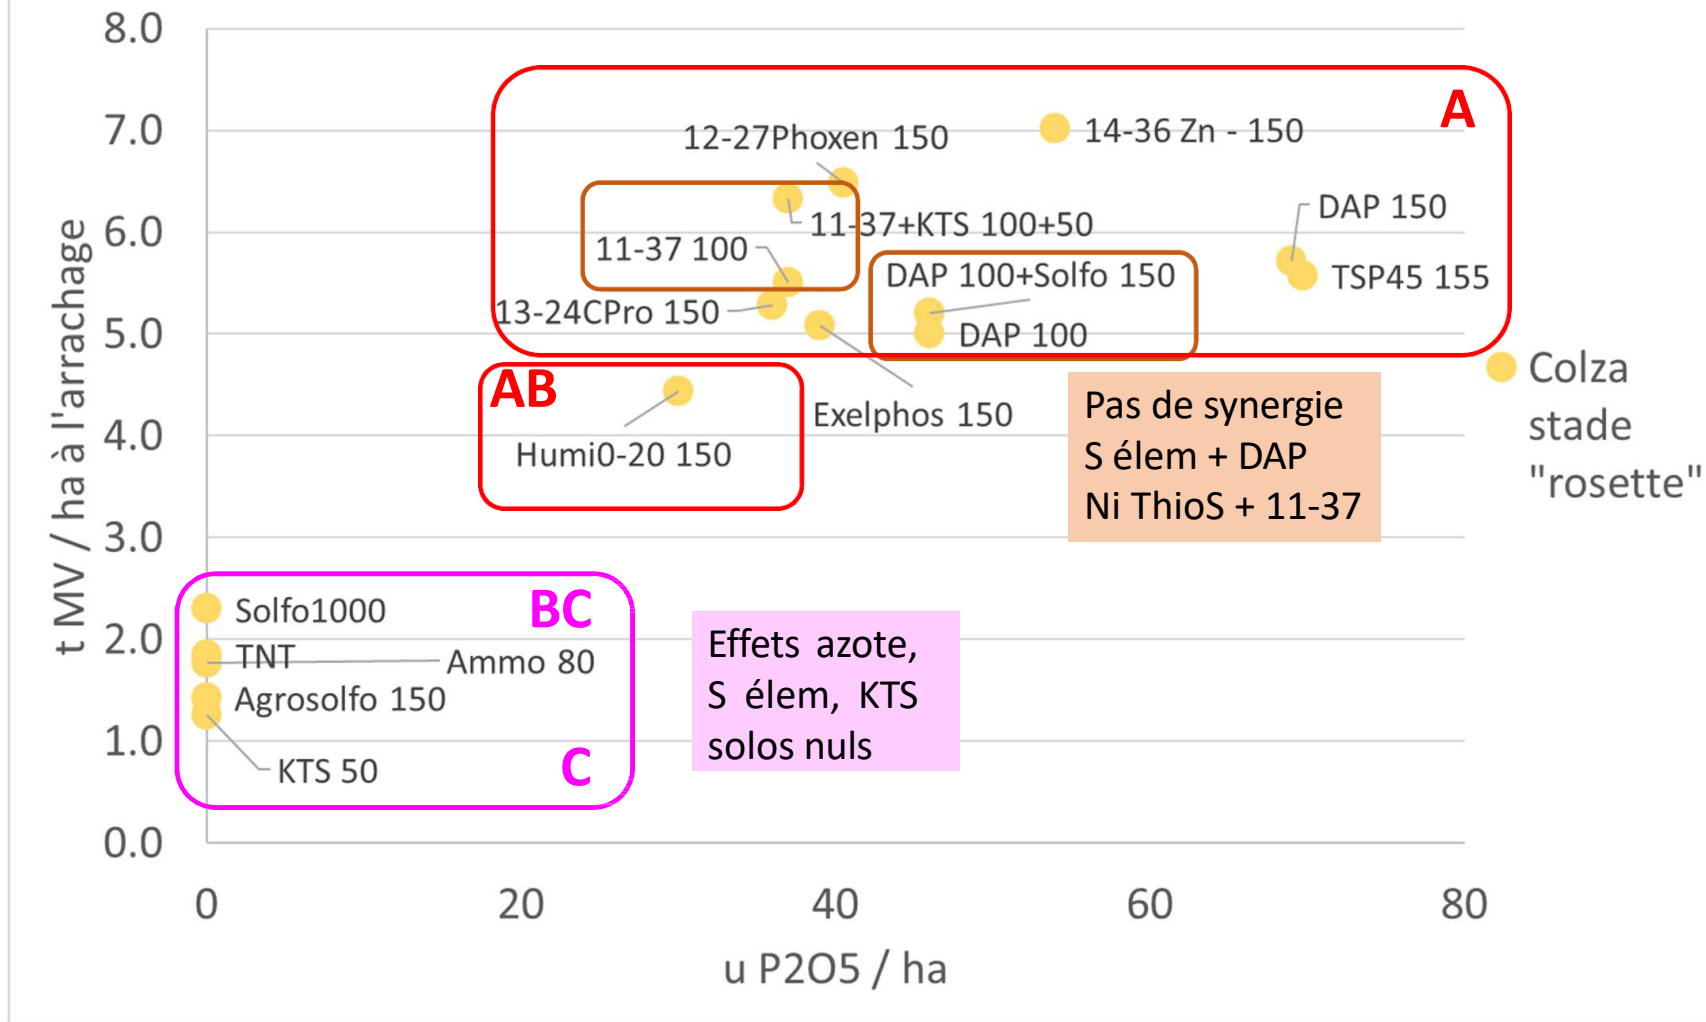 8.0
7.0
6.0
5.0
4.0
3.0
2.0
1.0
0.0
t MV / ha à l'arrachage
0
20
40
60
80
u P2O5 / ha
A
12-27Phoxen 150
14-36 Zn - 150
DAP 150
11-37+KTS 100+50
11-37 100
DAP 100+Solfo 150
TSP45 155
13-24CPro 150
DAP 100
AB
Exelphos 150
Humi0-20 150
Colza
stade
"rosette"
Pas de synergie
S élem + DAP
Ni ThioS + 11-37
Solfo1000
BC
TNT
Ammo 80
Agrosolfo 150
KTS 50
C
Effets azote,
S élem, KTS
solos nuls